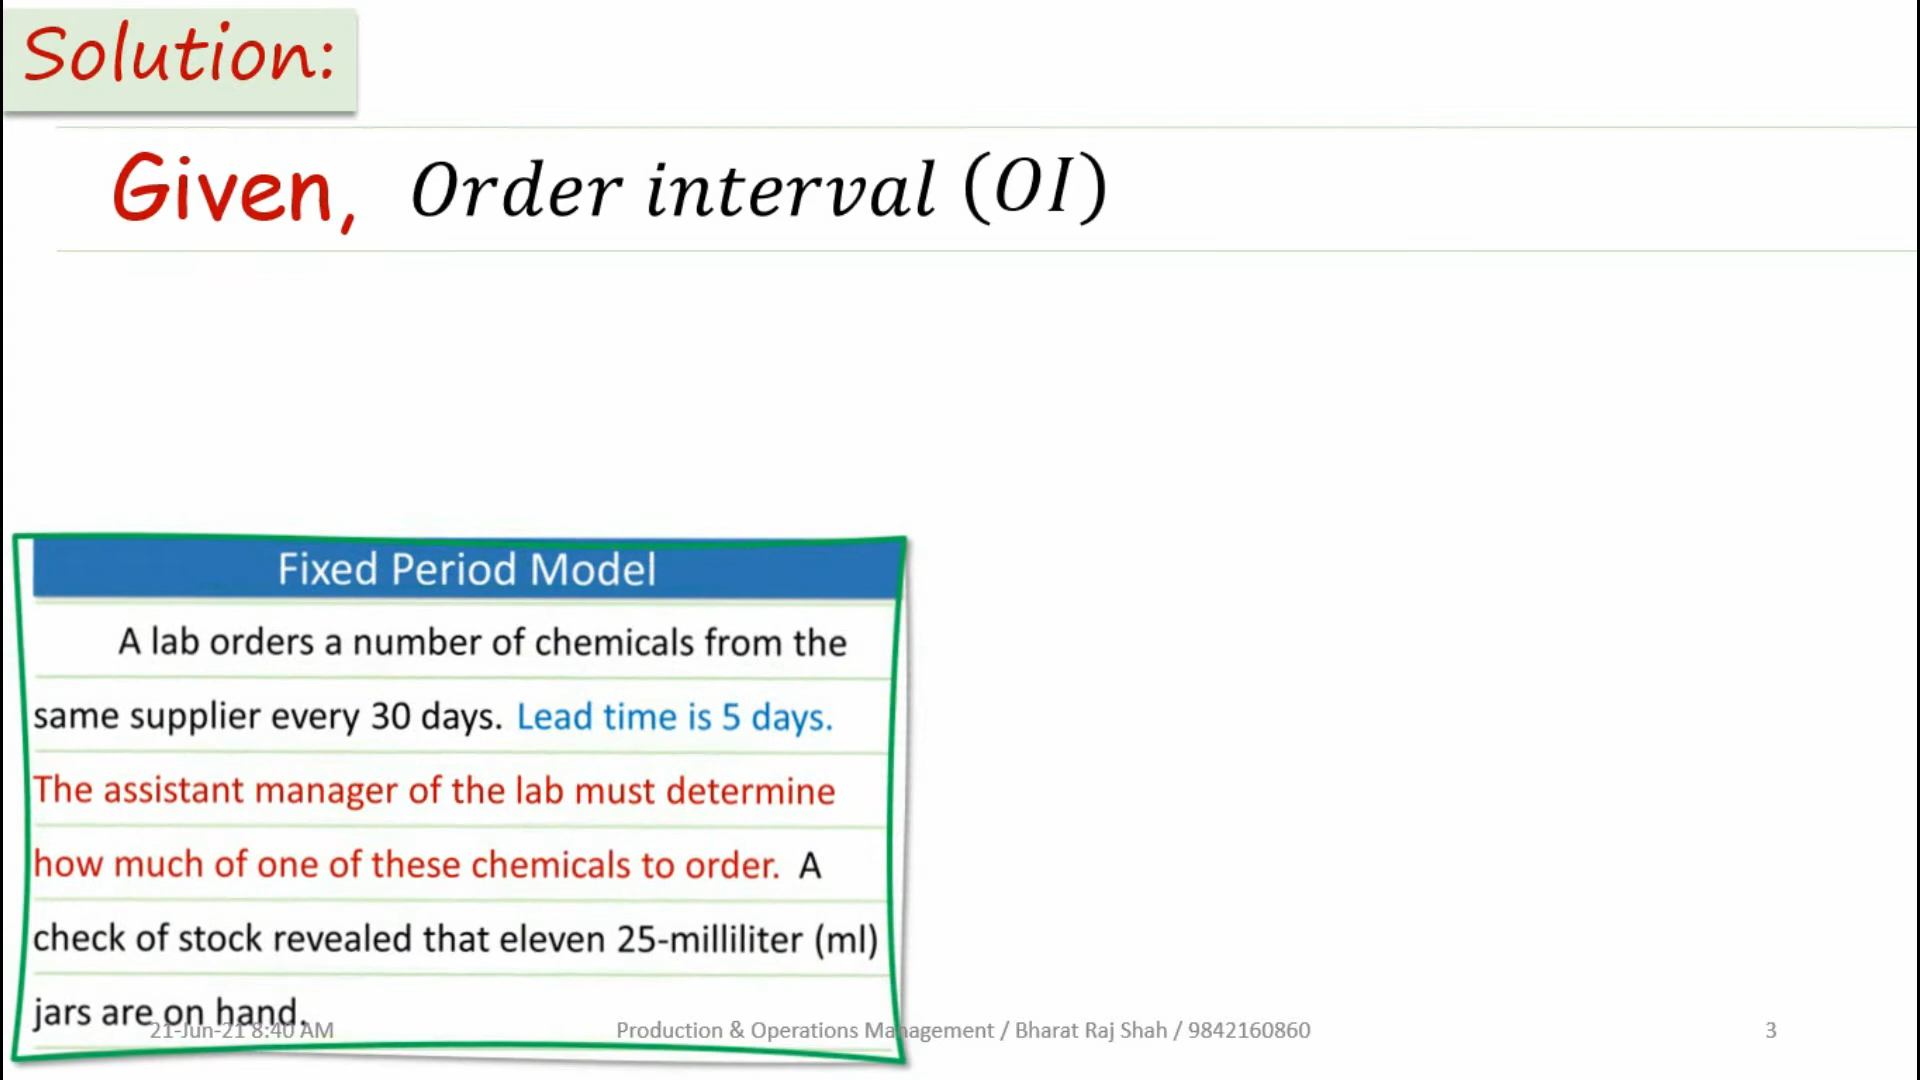 Solution:
Given, Order interval (OI)
Fixed Period Model
A lab orders a number of chemicals from the
same supplier every 30 days. Lead time is 5 days.
The assistant manager of the lab must determine
how much of one of these chemicals to order. A
check of stock revealed that eleven 25-milliliter (ml)
jars are on hand.
21-Jun-21 8:40 AM Production & Operations Management / Bharat Raj Shah / 9842160860 3